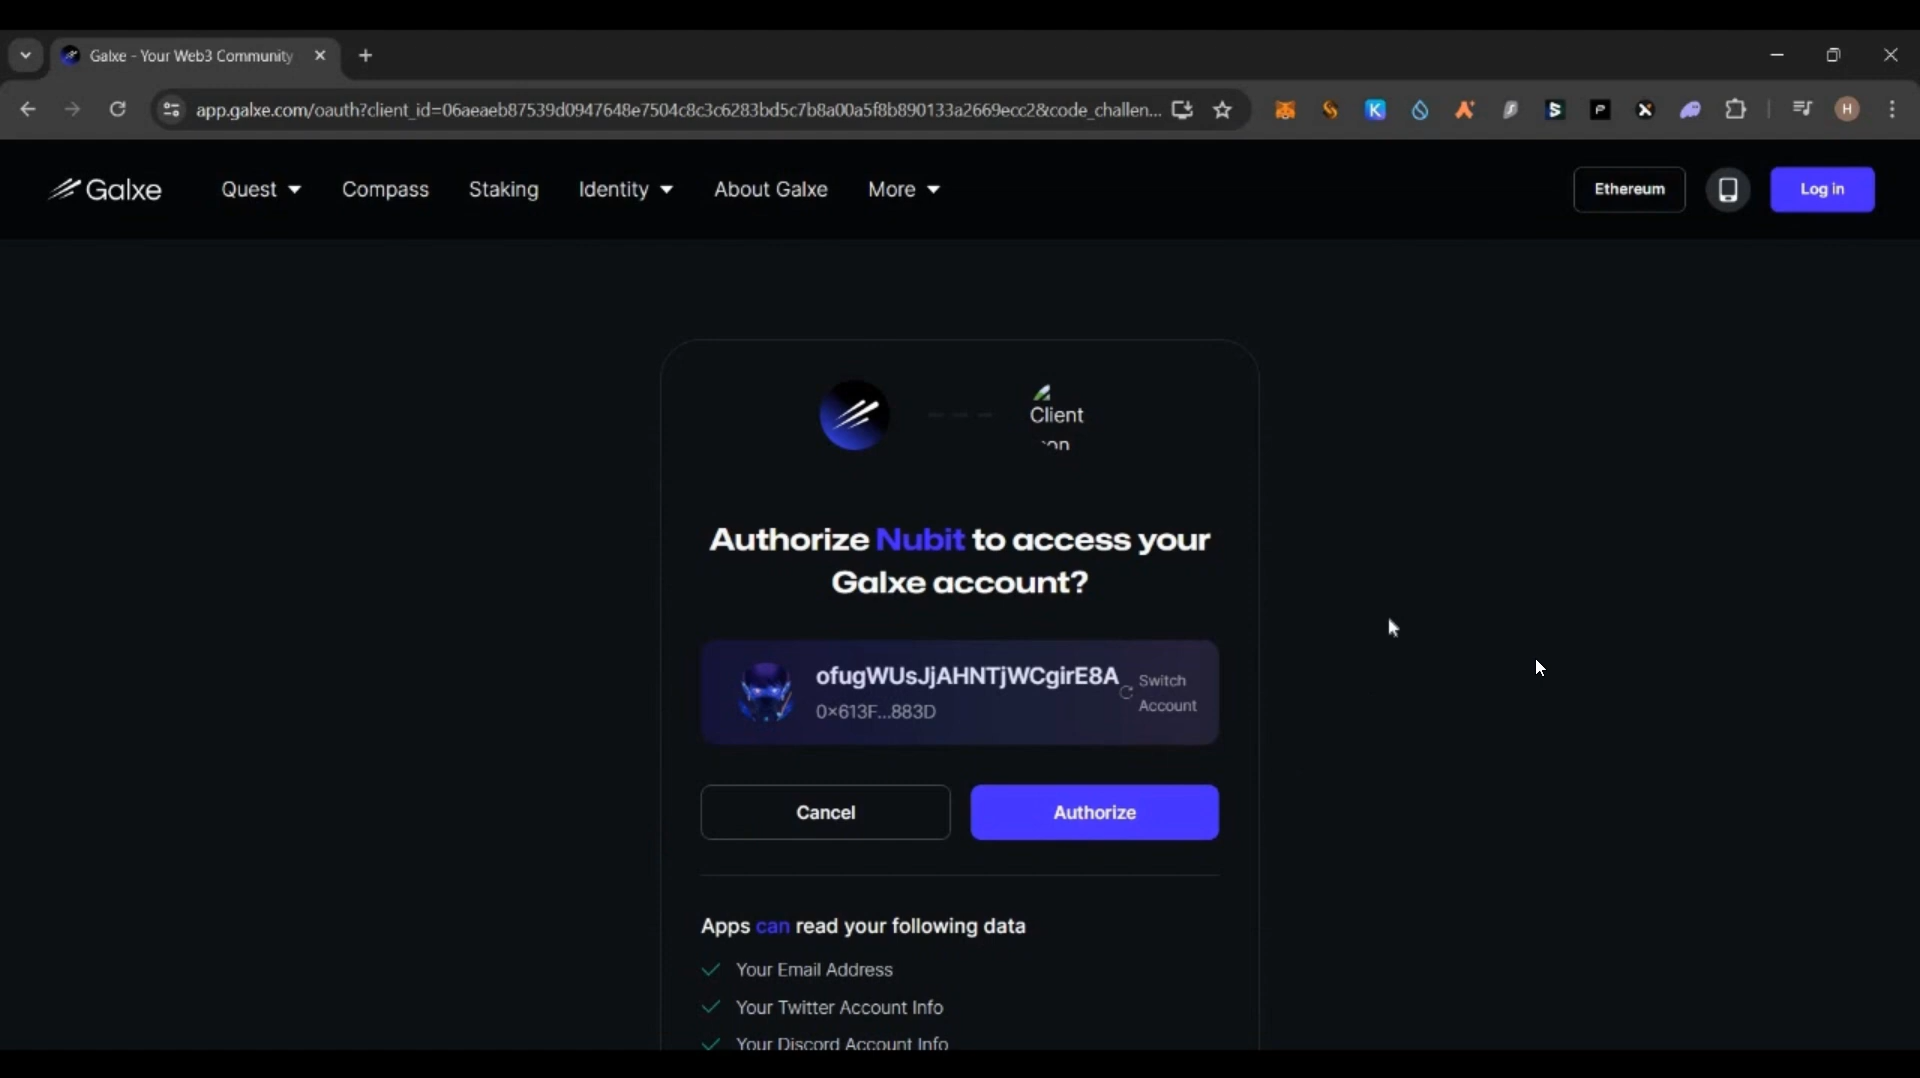 Galxe - Your Web3 Community
app.galxe.com/oauth?client_id=06aeaeb87539d0947648e7504c8c3c6283bd5c7b8a00a5f8b890133a2669ecc2&code_challen...
H
Galxe
Quest
Compass
Staking
Identity
About Galxe
More
Ethereum
Log in
Client
Authorize Nubit to access your
Galxe account?
ofugWUsJjAHNTjWCgirE8A
0×613F...883D
Switch
Account
Cancel
Authorize
Apps can read your following data
Your Email Address
Your Twitter Account Info
Your Discord Account Info